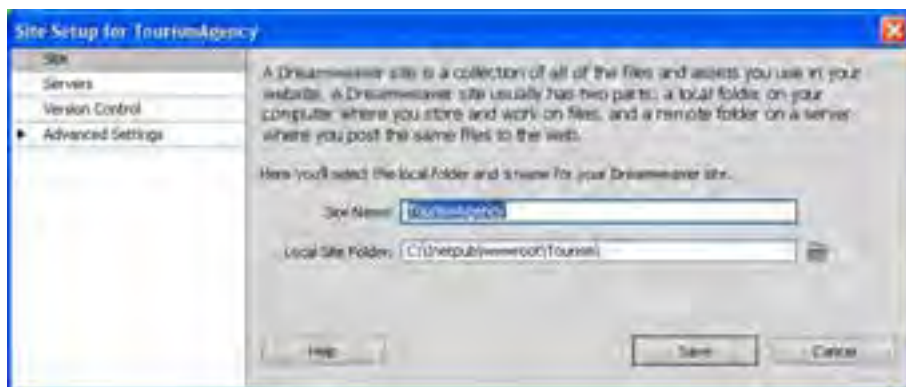 Site Setup for TourismAgency
Site
Servers
Version Control
Advanced Settings
A Dreamweaver site is a collection of all of the files and assets you use in your
website. A Dreamweaver site usually has two parts: a local folder on your
computer where you store and work on files, and a remote folder on a server
where you post the same files to the web.
Here you'll select the local folder and a name for your Dreamweaver site.
Site Name: TourismAgency
Local Site Folder: C:\Inetpub\wwwroot\Tourism\
Help
Save
Cancel